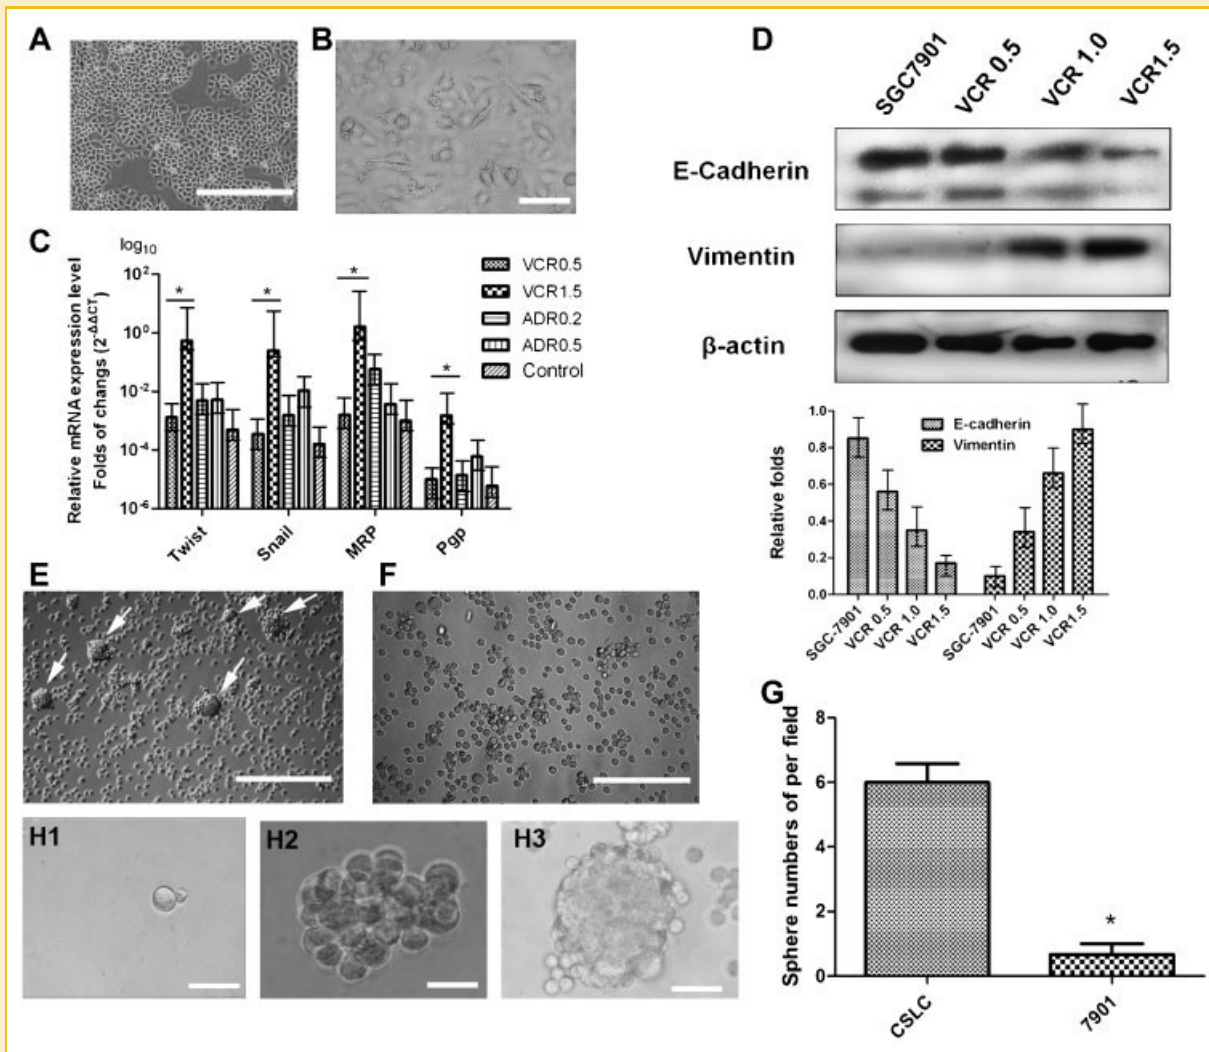 A
B
C
log10
Relative mRNA expression level
Folds of changs (2-ΔΔCT)
10^2
10^0
10^-2
10^-4
10^-6
*
*
*
*
VCR0.5
VCR1.5
ADR0.2
ADR0.5
Control
Twist
Snail
MRP
Pgp
D
SGC7901
VCR 0.5
VCR 1.0
VCR1.5
E-Cadherin
Vimentin
β-actin
Relative folds
1.0
0.8
0.6
0.4
0.2
0.0
E-cadherin
Vimentin
SGC-7901
VCR 0.5
VCR 1.0
VCR1.5
SGC-7901
VCR 0.5
VCR 1.0
VCR1.5
E
F
G
Sphere numbers of per field
8
6
4
2
0
*
CSLC
7901
H1
H2
H3